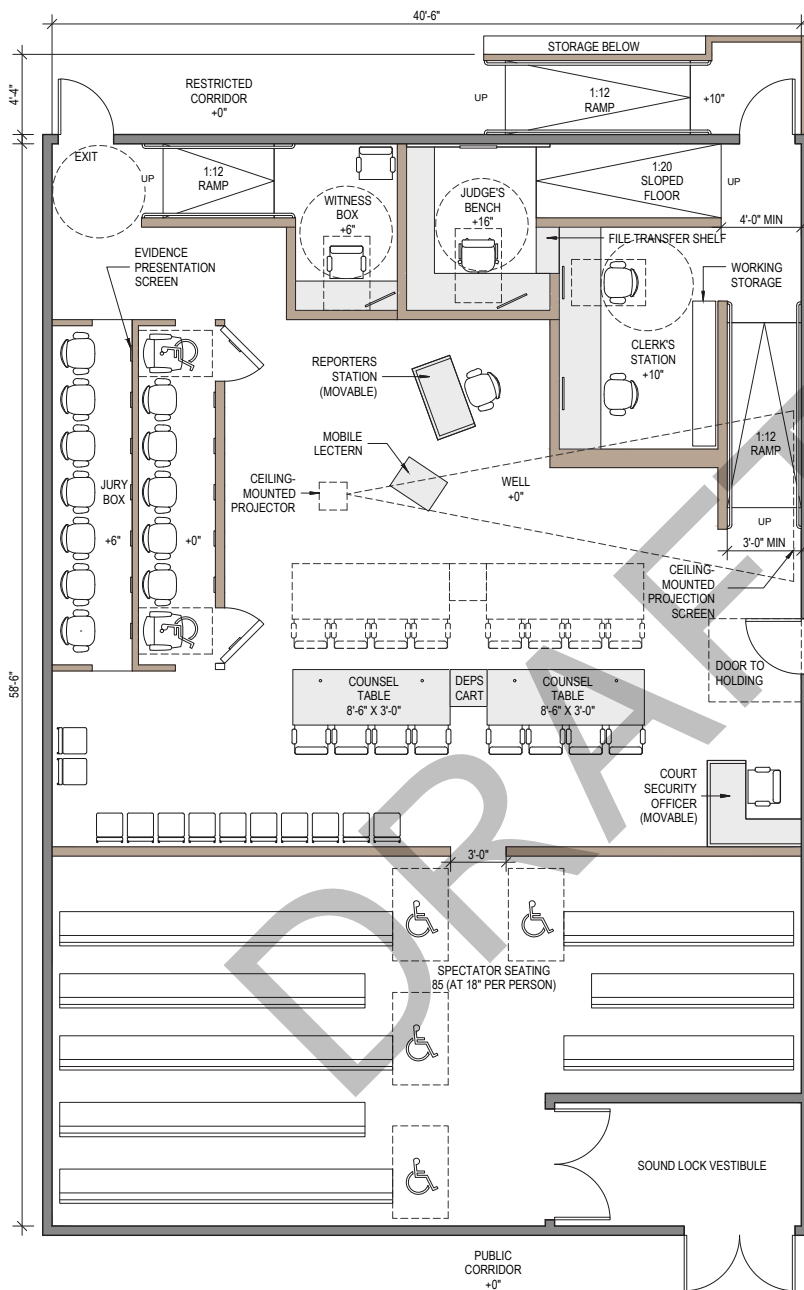 40'-6"
STORAGE BELOW
4'-4"
RESTRICTED
CORRIDOR
+0"
UP
1:12
RAMP
+10"
EXIT
UP
1:12
RAMP
WITNESS
BOX
+6"
JUDGE'S
BENCH
+16"
1:20
SLOPED
FLOOR
UP
4'-0" MIN
FILE TRANSFER SHELF
EVIDENCE
PRESENTATION
SCREEN
WORKING
STORAGE
CLERK'S
STATION
+10"
REPORTERS
STATION
(MOVABLE)
MOBILE
LECTERN
CEILING-
MOUNTED
PROJECTOR
WELL
+0"
1:12
RAMP
UP
3'-0" MIN
JURY
BOX
+6"
+0"
CEILING-
MOUNTED
PROJECTION
SCREEN
DOOR TO
HOLDING
58'-6"
COUNSEL
TABLE
8'-6" X 3'-0"
DEPS
CART
COUNSEL
TABLE
8'-6" X 3'-0"
COURT
SECURITY
OFFICER
(MOVABLE)
3'-0"
SPECTATOR SEATING
85 (AT 18" PER PERSON)
SOUND LOCK VESTIBULE
PUBLIC
CORRIDOR
+0"
DRAFT